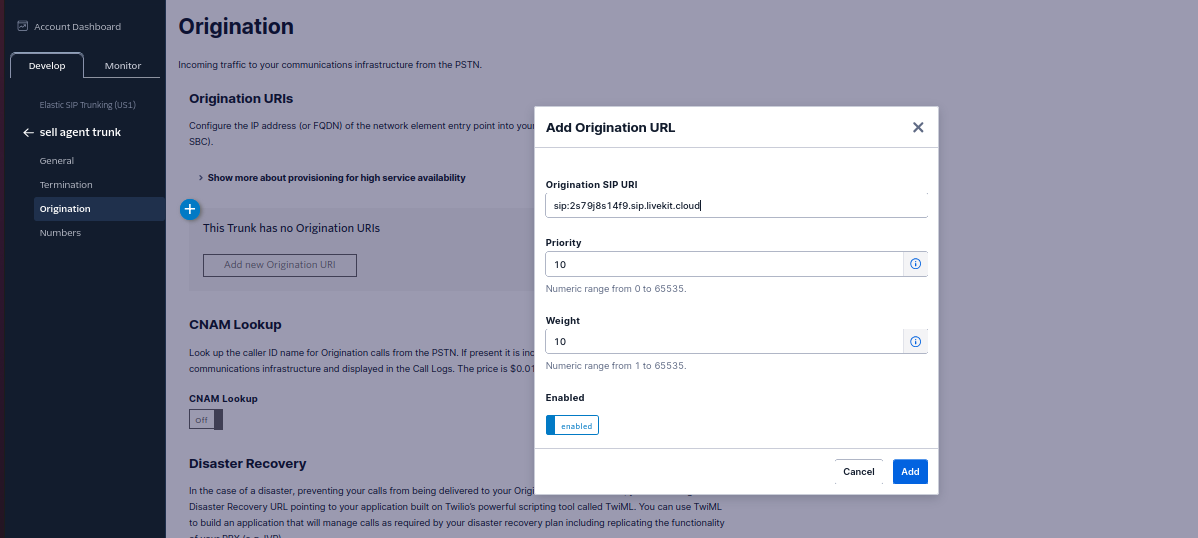 Account Dashboard
Develop
Monitor
Elastic SIP Trunking (US1)
sell agent trunk
General
Termination
Origination
Numbers
Origination
Incoming traffic to your communications infrastructure from the PSTN.
Origination URIs
Configure the IP address (or FQDN) of the network element entry point into your
SBC).
Show more about provisioning for high service availability
This Trunk has no Origination URIs
Add new Origination URI
CNAM Lookup
Look up the caller ID name for Origination calls from the PSTN. If present it is inc
communications infrastructure and displayed in the Call Logs. The price is $0.01
CNAM Lookup
Off
Disaster Recovery
In the case of a disaster, preventing your calls from being delivered to your Origi
Disaster Recovery URL pointing to your application built on Twilio's powerful scripting tool called TwiML. You can use TwiML
to build an application that will manage calls as required by your disaster recovery plan including replicating the functionality
Add Origination URL
Origination SIP URI
sip:2s79j8s14f9.sip.livekit.cloud
Priority
10
Numeric range from 0 to 65535.
Weight
10
Numeric range from 1 to 65535.
Enabled
enabled
Cancel
Add